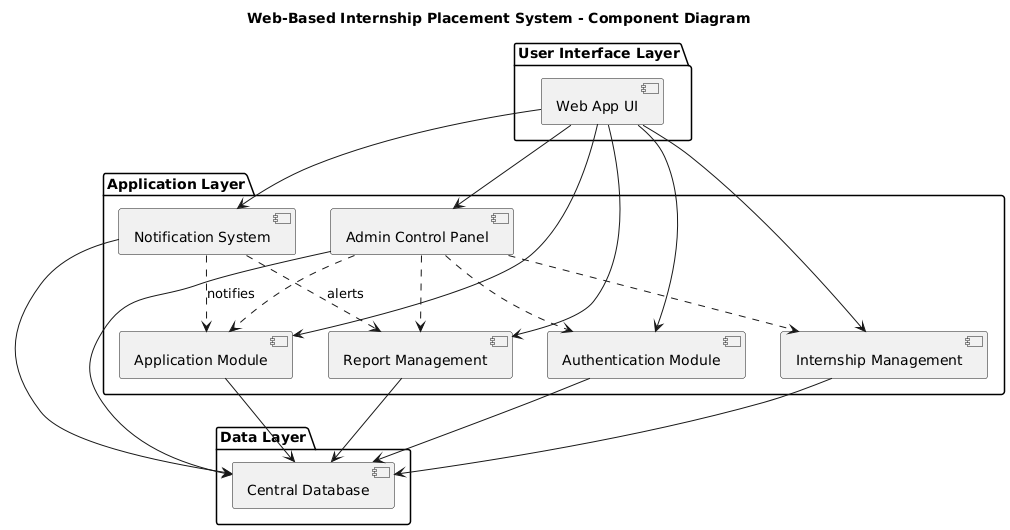 Web-Based Internship Placement System - Component Diagram
User Interface Layer
Web App UI
Application Layer
Notification System
Admin Control Panel
notifies
alerts
Application Module
Report Management
Authentication Module
Internship Management
Data Layer
Central Database